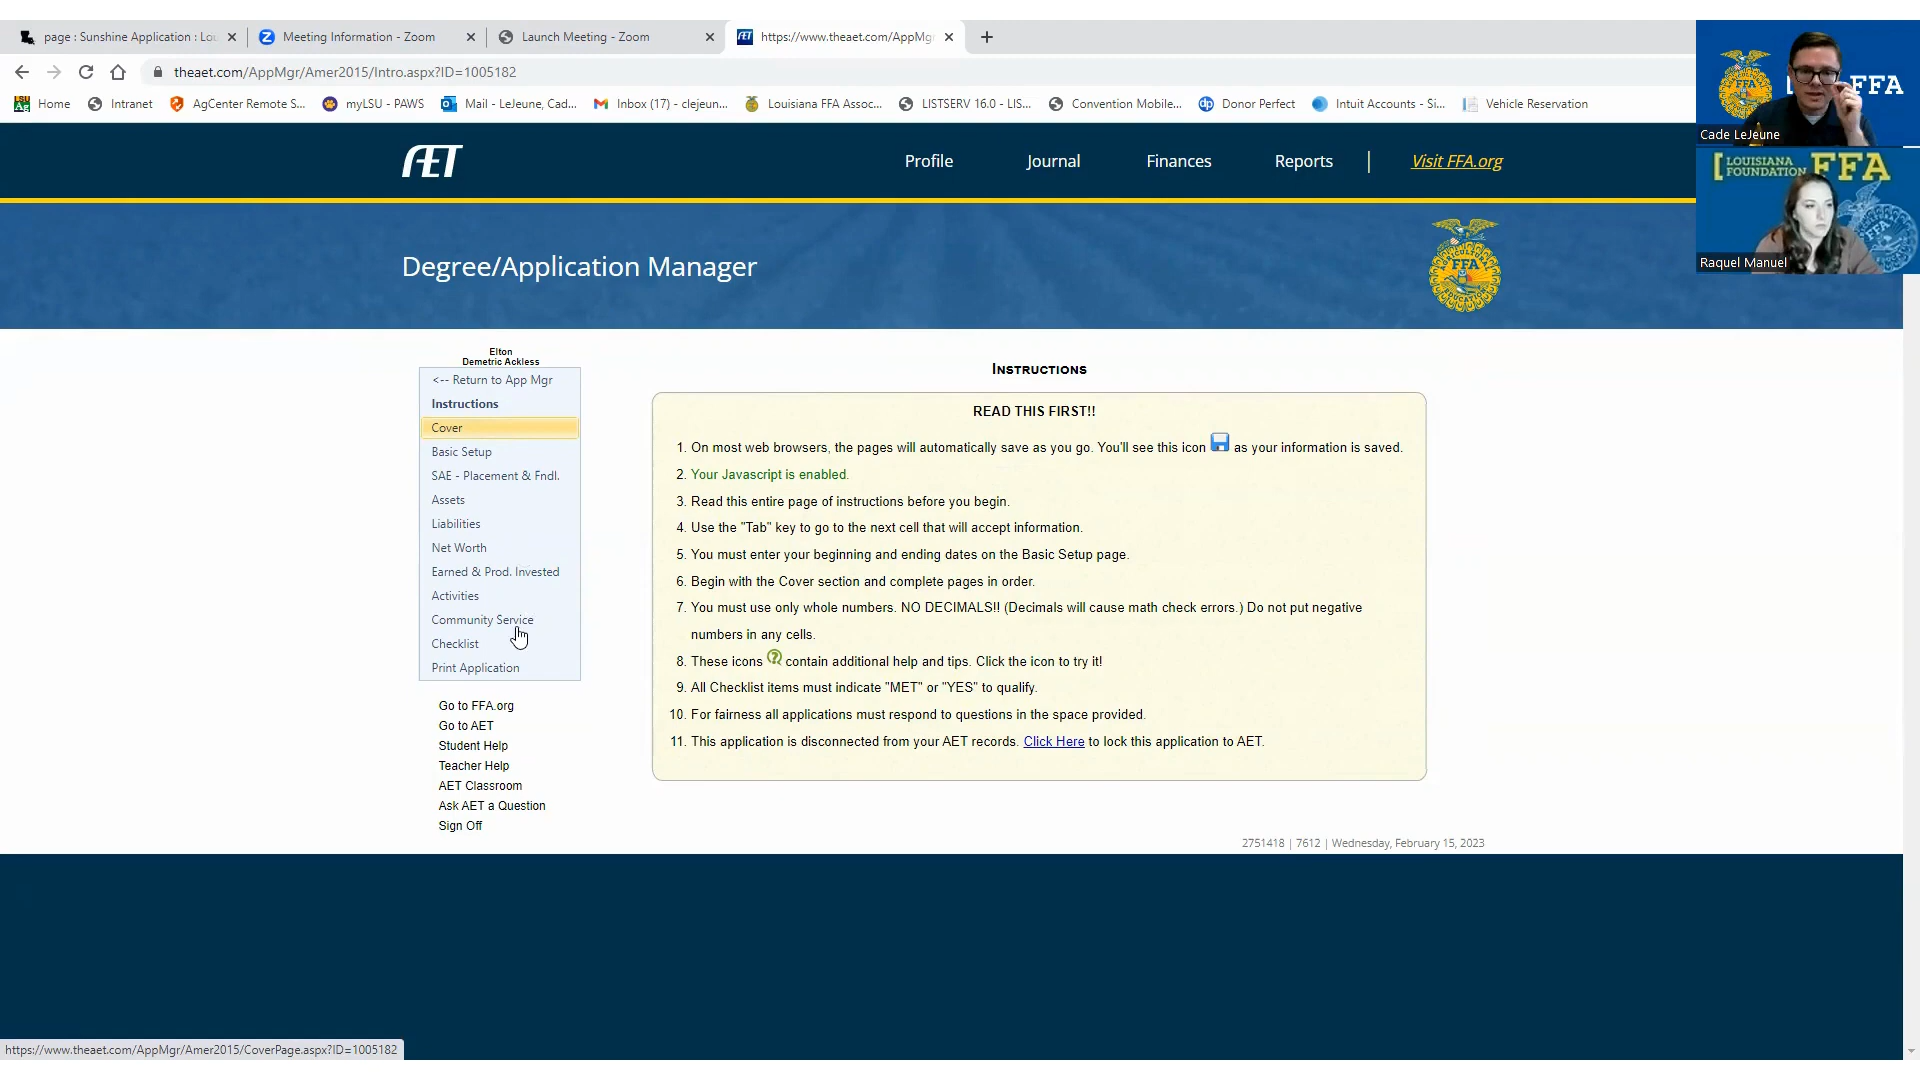 page : Sunshine Application : Lou
Meeting Information - Zoom
Launch Meeting - Zoom
https://www.theaet.com/AppMgr
theaet.com/AppMgr/Amer2015/Intro.aspx?ID=1005182
Home
Intranet
AgCenter Remote S...
myLSU - PAWS
Mail - LeJeune, Cad...
Inbox (17) - clejeun...
Louisiana FFA Assoc...
LISTSERV 16.0 - LIS...
Convention Mobile...
Donor Perfect
Intuit Accounts - Si...
Vehicle Reservation
FFA
Cade LeJeune
LOUISIANA
FOUNDATION
FFA
Raquel Manuel
ÆT
Profile
Journal
Finances
Reports
Visit FFA.org
Degree/Application Manager
FFA
AGRICULTURAL
EDUCATION
Elton
Demetric Ackless
<-- Return to App Mgr
Instructions
Cover
Basic Setup
SAE - Placement & Fndl.
Assets
Liabilities
Net Worth
Earned & Prod. Invested
Activities
Community Service
Checklist
Print Application
Go to FFA.org
Go to AET
Student Help
Teacher Help
AET Classroom
Ask AET a Question
Sign Off
INSTRUCTIONS
READ THIS FIRST!!
1. On most web browsers, the pages will automatically save as you go. You'll see this icon as your information is saved.
2. Your Javascript is enabled.
3. Read this entire page of instructions before you begin.
4. Use the "Tab" key to go to the next cell that will accept information.
5. You must enter your beginning and ending dates on the Basic Setup page.
6. Begin with the Cover section and complete pages in order.
7. You must use only whole numbers. NO DECIMALS!! (Decimals will cause math check errors.) Do not put negative
numbers in any cells.
8. These icons ? contain additional help and tips. Click the icon to try it!
9. All Checklist items must indicate "MET" or "YES" to qualify.
10. For fairness all applications must respond to questions in the space provided.
11. This application is disconnected from your AET records. Click Here to lock this application to AET.
2751418 | 7612 | Wednesday, February 15, 2023
https://www.theaet.com/AppMgr/Amer2015/CoverPage.aspx?ID=1005182